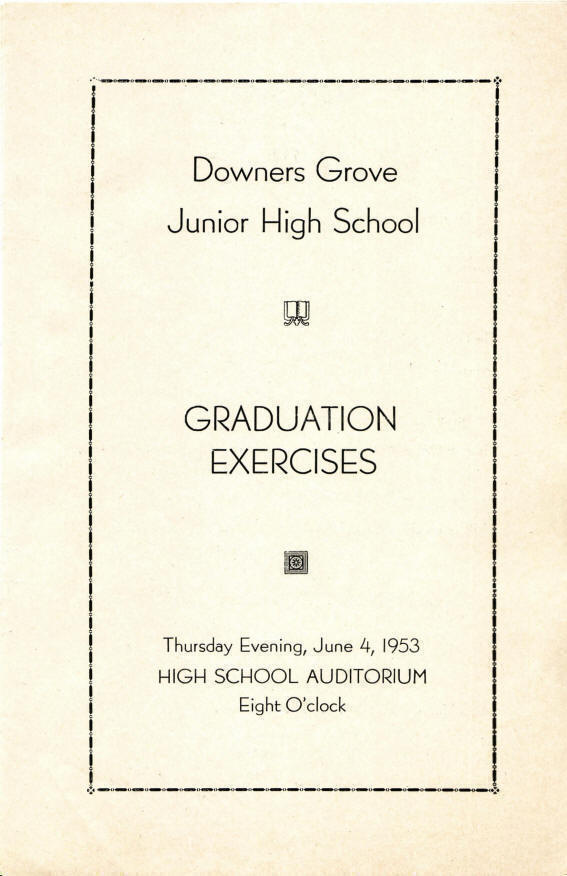 Downers Grove
Junior High School
GRADUATION
EXERCISES
Thursday Evening, June 4, 1953
HIGH SCHOOL AUDITORIUM
Eight O'clock